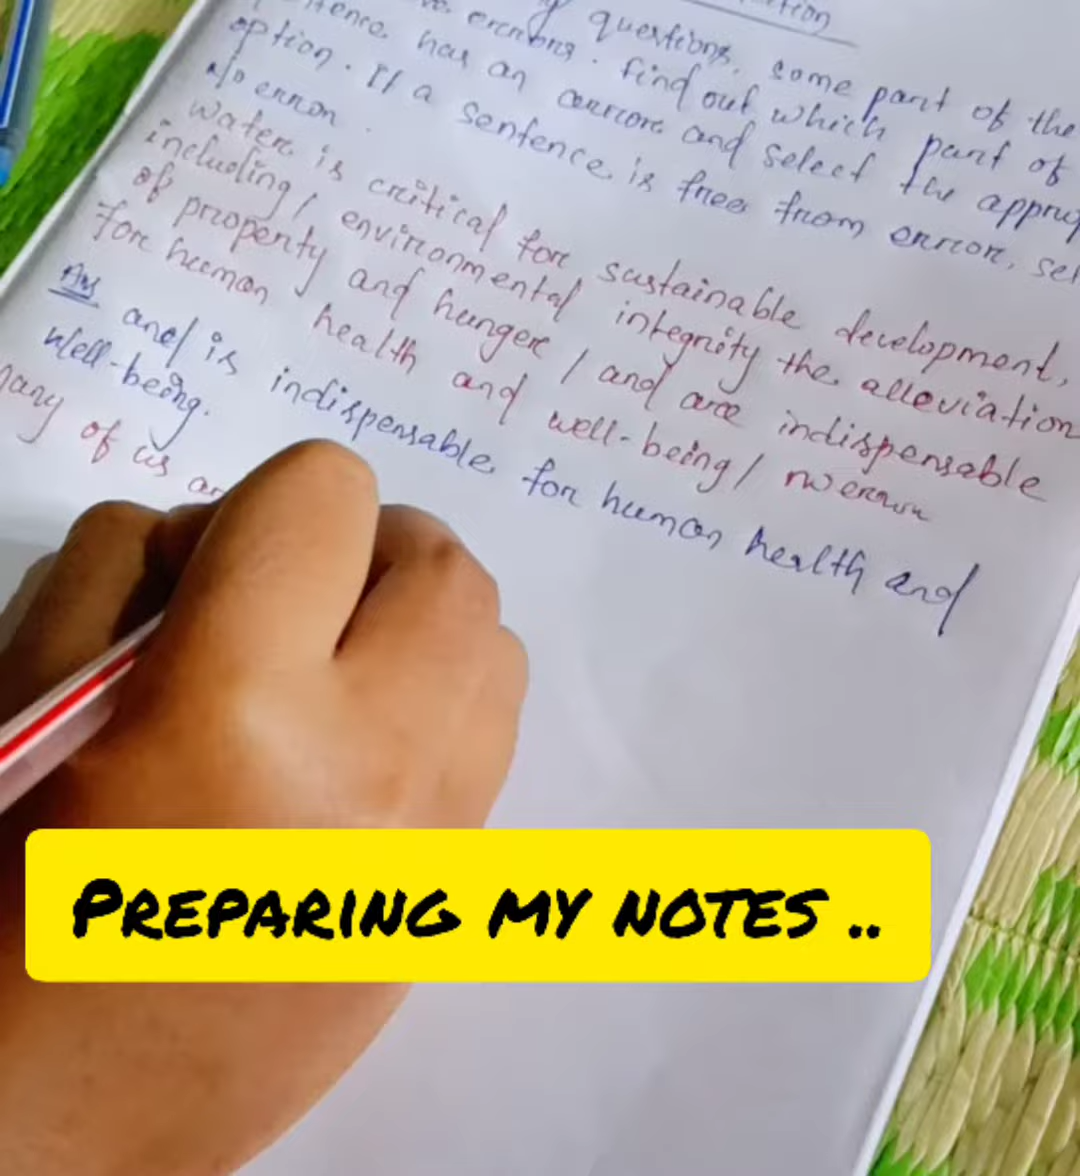 questions, some part of the
errors. find out which part of
has an error and select the
option. If a sentence is free from error, sel
No error.
Water is critical for sustainable development,
including/ environmental integrity the alleviation
of property and hunger / and are indispensable
for human health and well-being/
Ans and is indispensable for human health and
well-being.
many of us ar
PREPARING MY NOTES ..